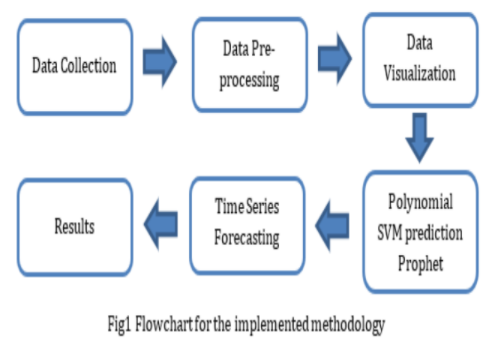 Data Collection
Data Pre-
processing
Data
Visualization
Polynomial
SVM prediction
Prophet
Time Series
Forecasting
Results
Fig1 Flowchart for the implemented methodology